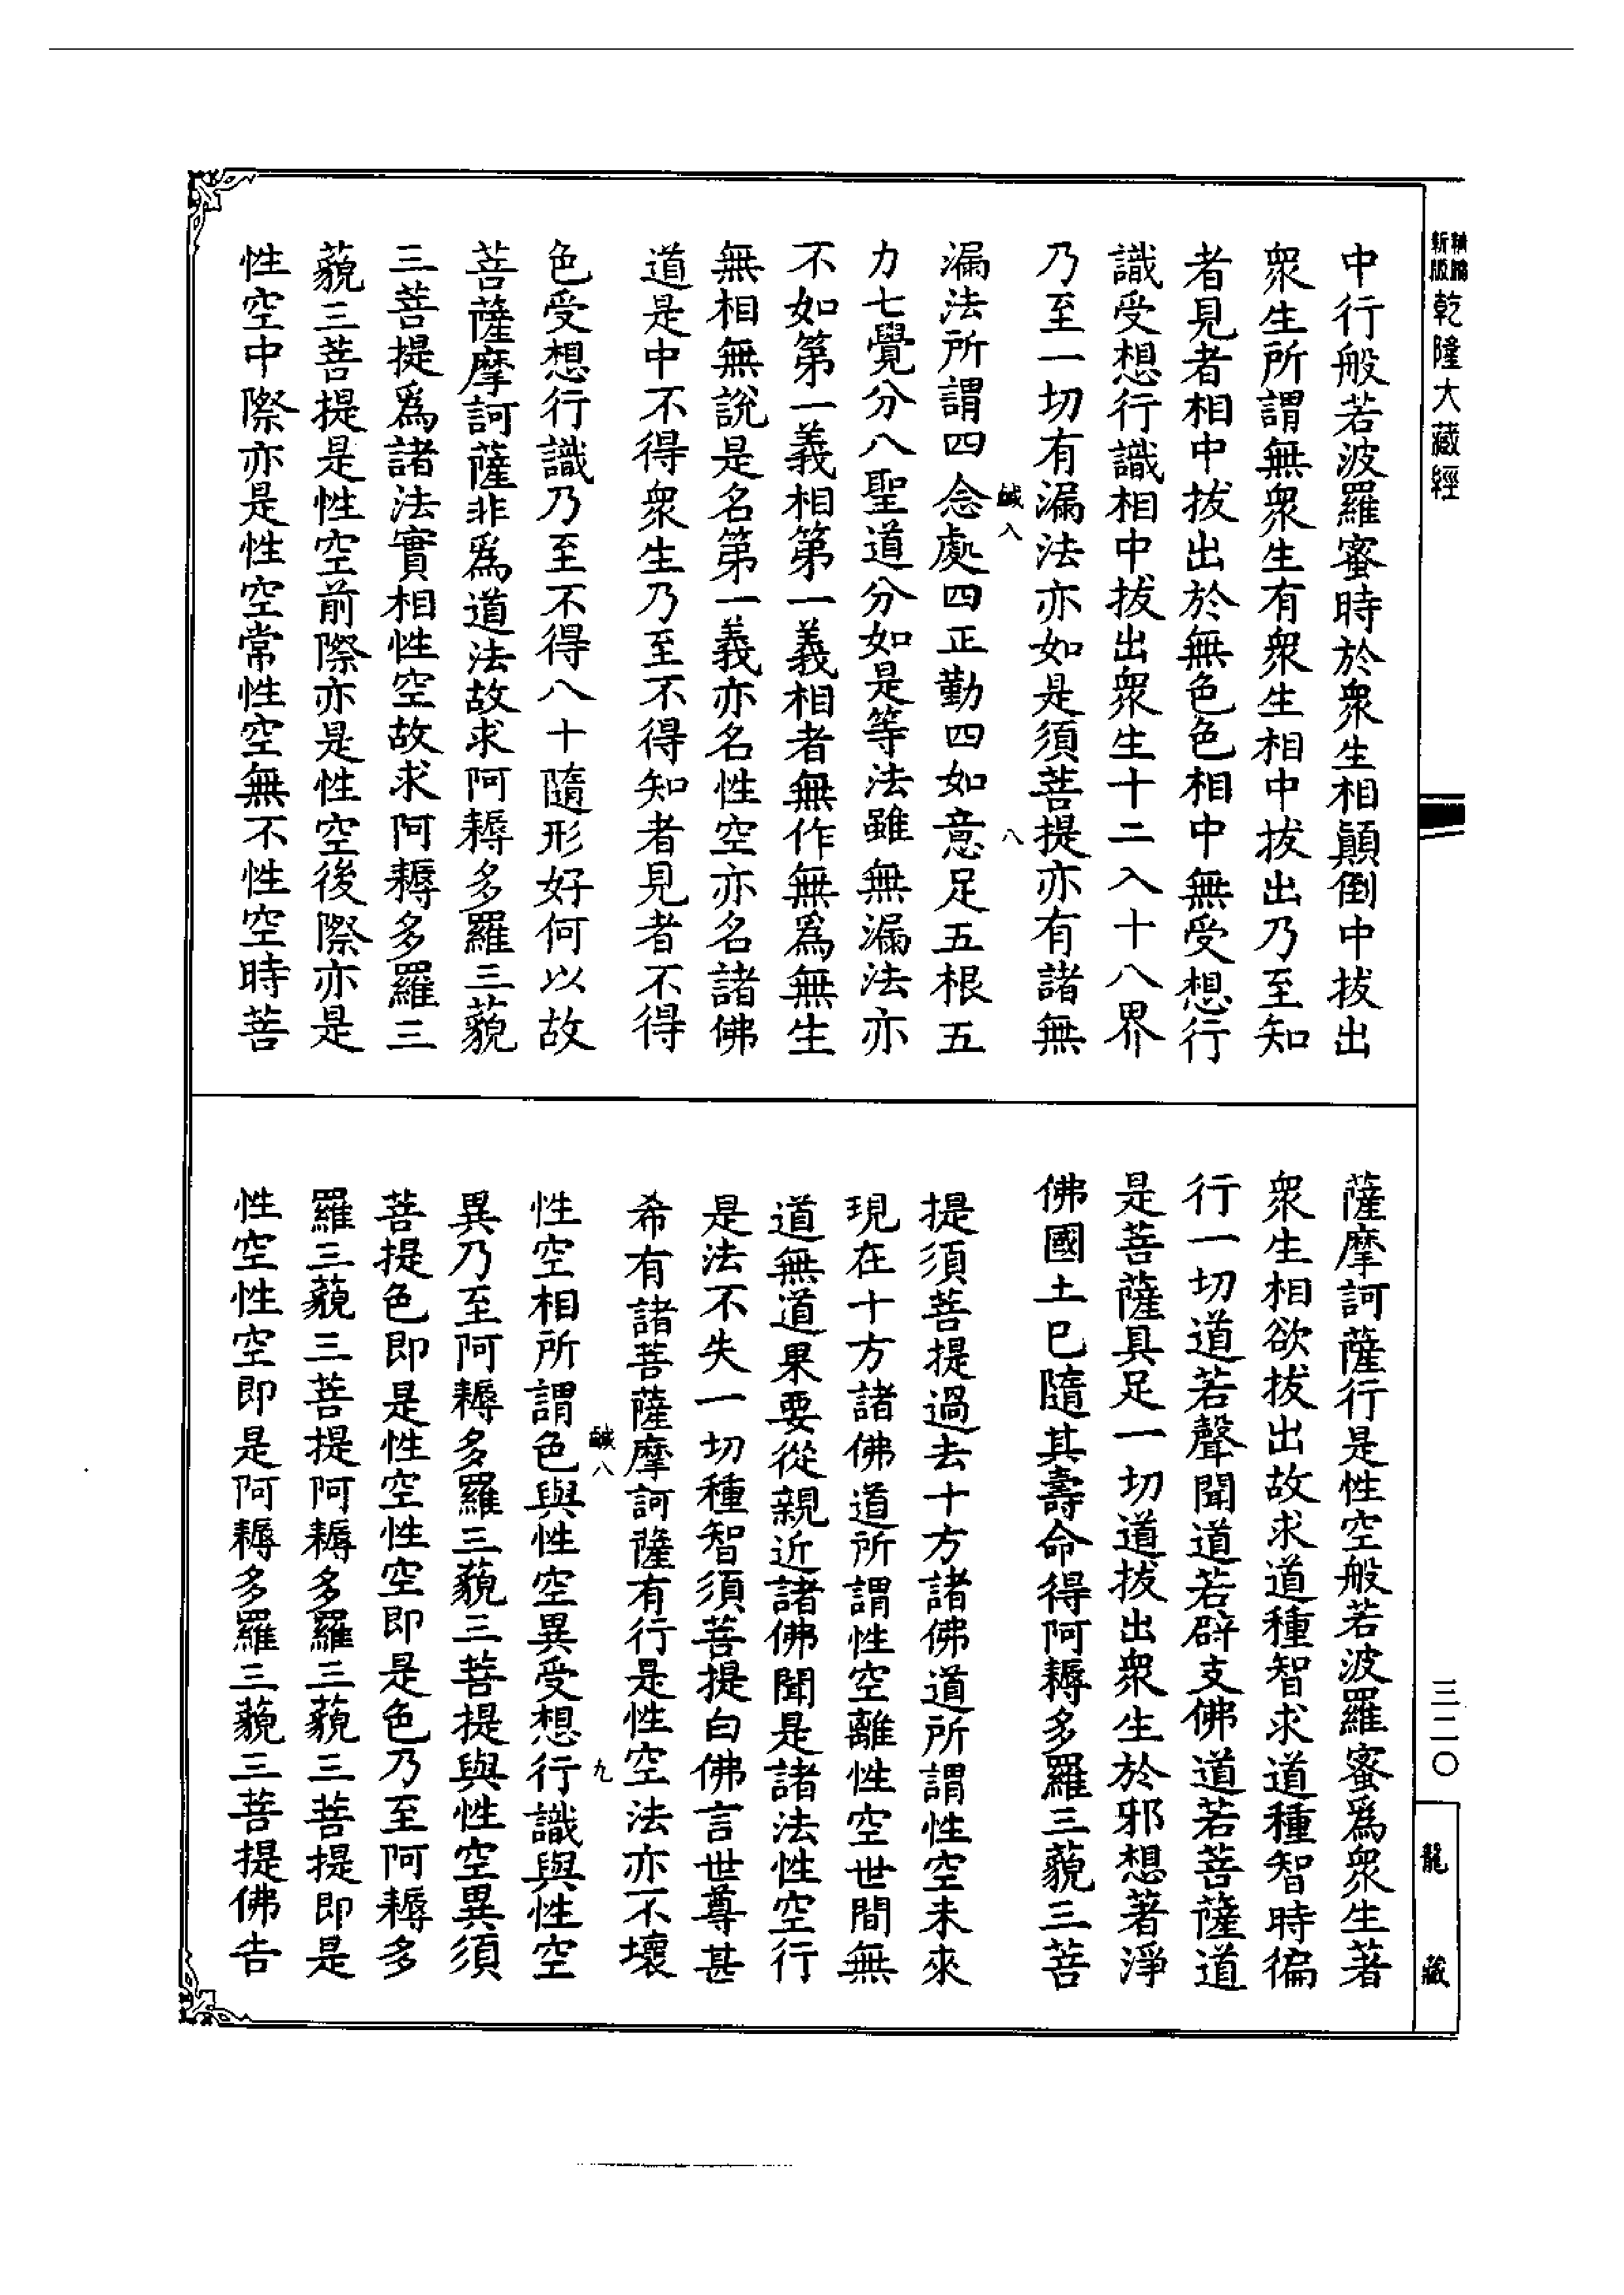 新版
乾隆大藏經
中行般若波羅蜜時於衆生相顛倒中拔出
衆生所謂無衆生有衆生相中拔出乃至知
者見者相中拔出於無色色相中無受想行
識受想行識相中拔出衆生十二入十八界
乃至一切有漏法亦如是須菩提亦有諸無
鹹八
八
漏法所謂四念處四正勤四如意足五根五
力七覺分八聖道分如是等法雖無漏法亦
不如第一義相第一義相者無作無爲無生
無相無說是名第一義亦名性空亦名諸佛
道是中不得衆生乃至不得知者見者不得
色受想行識乃至不得八十隨形好何以故
菩薩摩訶薩非爲道法故求阿耨多羅三藐
三菩提爲諸法實相性空故求阿耨多羅三
藐三菩提是性空前際亦是性空後際亦是
性空中際亦是性空常性空無不性空時菩
薩摩訶薩行是性空般若波羅蜜爲衆生著
衆生相欲拔出故求道種智求道種智時徧
行一切道若聲聞道若辟支佛道若菩薩道
是菩薩具足一切道拔出衆生於邪想著淨
佛國土已隨其壽命得阿耨多羅三藐三菩
提須菩提過去十方諸佛道所謂性空未來
現在十方諸佛道所謂性空離性空世間無
道無道果要從親近諸佛聞是諸法性空行
是法不失一切種智須菩提白佛言世尊甚
希有諸菩薩摩訶薩有行是性空法亦不壞
鹹八
九
性空相所謂色與性空異受想行識與性空
異乃至阿耨多羅三藐三菩提與性空異須
菩提色即是性空性空即是色乃至阿耨多
羅三藐三菩提阿耨多羅三藐三菩提即是
性空性空即是阿耨多羅三藐三菩提佛告
三二〇
龍藏